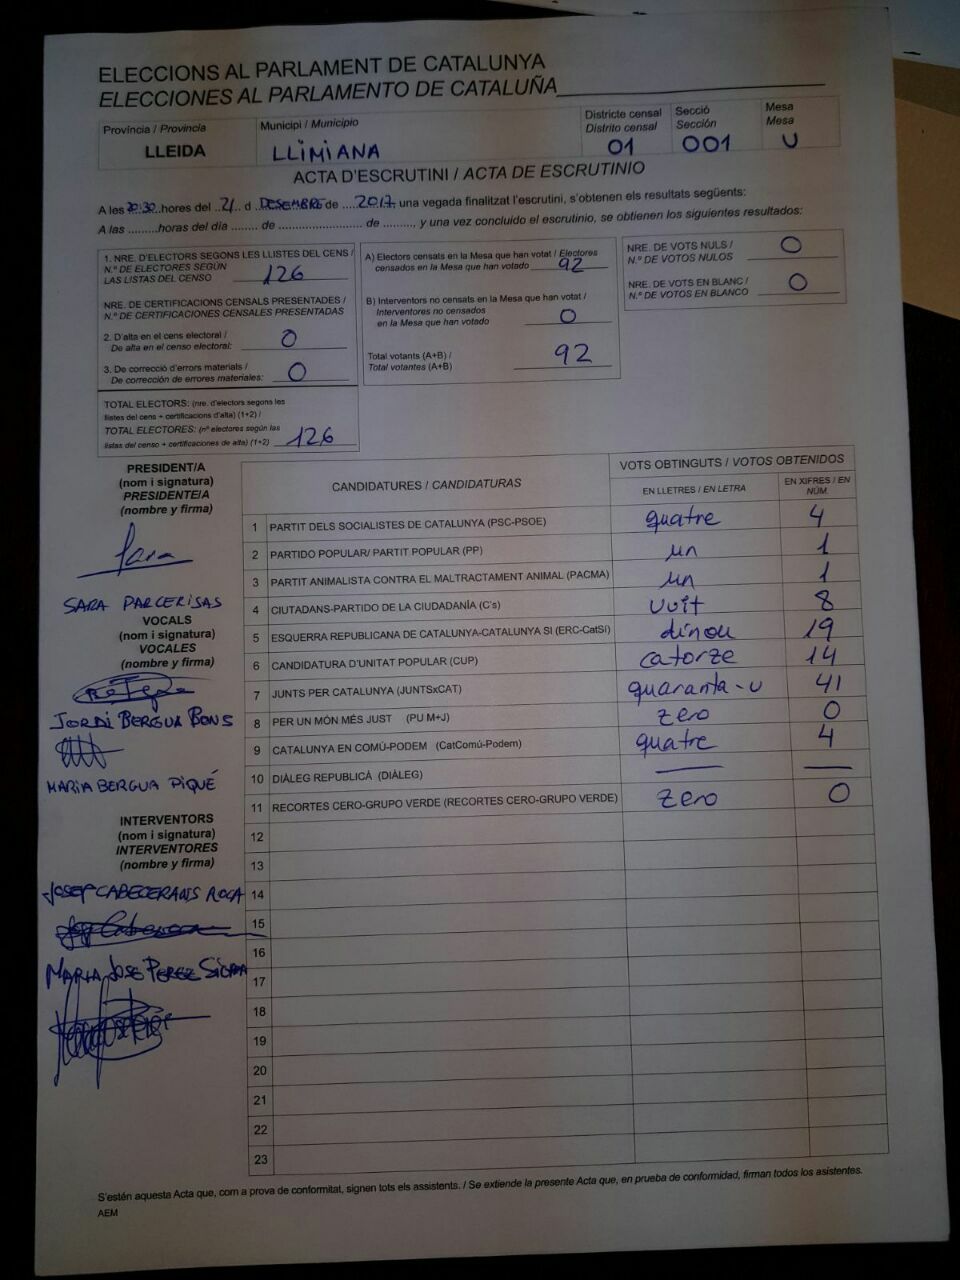 ELECCIONS AL PARLAMENT DE CATALUNYA
ELECCIONES AL PARLAMENTO DE CATALUÑA
Província / Provincia
LLEIDA
Municipi / Municipio
LLIMIANA
Districte censal
Distrito censal
01
Secció
Sección
001
Mesa
Mesa
U
ACTA D'ESCRUTINI / ACTA DE ESCRUTINIO
A les 20:30 hores del 21 d DESEMBRE de 2017, una vegada finalitzat l'escrutini, s'obtenen els resultats següents:
A las .........horas del día ....... de ....................... de ........, y una vez concluido el escrutinio, se obtienen los siguientes resultados:
1. NRE. D'ELECTORS SEGONS LES LLISTES DEL CENS /
N.º DE ELECTORES SEGÚN
LAS LISTAS DEL CENSO 126
NRE. DE CERTIFICACIONS CENSALS PRESENTADES /
N.º DE CERTIFICACIONES CENSALES PRESENTADAS
2. D'alta en el cens electoral /
De alta en el censo electoral: 0
3. De correcció d'errors materials /
De corrección de errores materiales: 0
TOTAL ELECTORS: (nre. d'electors segons les
llistes del cens + certificacions d'alta) (1+2) /
TOTAL ELECTORES: (nº electores según las
listas del censo + certificaciones de alta) (1+2) 126
A) Electors censats en la Mesa que han votat / Electores
censados en la Mesa que han votado 92
B) Interventors no censats en la Mesa que han votat /
Interventores no censados
en la Mesa que han votado 0
Total votants (A+B) /
Total votantes (A+B) 92
NRE. DE VOTS NULS /
N.º DE VOTOS NULOS 0
NRE. DE VOTS EN BLANC /
N.º DE VOTOS EN BLANCO 0
PRESIDENT/A
(nom i signatura)
PRESIDENTE/A
(nombre y firma)
Sara
SARA PARCERISAS
VOCALS
(nom i signatura)
VOCALES
(nombre y firma)
JORDI BERGUA BONS
MARIA BERGUA PIQUÉ
INTERVENTORS
(nom i signatura)
INTERVENTORES
(nombre y firma)
JOSEP CABECERANS ROCA
MARIA JOSE PEREZ
CANDIDATURES / CANDIDATURAS
VOTS OBTINGUTS / VOTOS OBTENIDOS
EN LLETRES / EN LETRA
EN XIFRES / EN
NÚM.
1 PARTIT DELS SOCIALISTES DE CATALUNYA (PSC-PSOE) quatre 4
2 PARTIDO POPULAR/ PARTIT POPULAR (PP) un 1
3 PARTIT ANIMALISTA CONTRA EL MALTRACTAMENT ANIMAL (PACMA) un 1
4 CIUTADANS-PARTIDO DE LA CIUDADANÍA (C's) vuit 8
5 ESQUERRA REPUBLICANA DE CATALUNYA-CATALUNYA SI (ERC-CatSí) dinou 19
6 CANDIDATURA D'UNITAT POPULAR (CUP) catorze 14
7 JUNTS PER CATALUNYA (JUNTSxCAT) quaranta-u 41
8 PER UN MÓN MÉS JUST (PU M+J) zero 0
9 CATALUNYA EN COMÚ-PODEM (CatComú-Podem) quatre 4
10 DIÀLEG REPUBLICÀ (DIÀLEG)
11 RECORTES CERO-GRUPO VERDE (RECORTES CERO-GRUPO VERDE) zero 0
12
13
14
15
16
17
18
19
20
21
22
23
S'estén aquesta Acta que, com a prova de conformitat, signen tots els assistents. / Se extiende la presente Acta que, en prueba de conformidad, firman todos los asistentes.
AEM